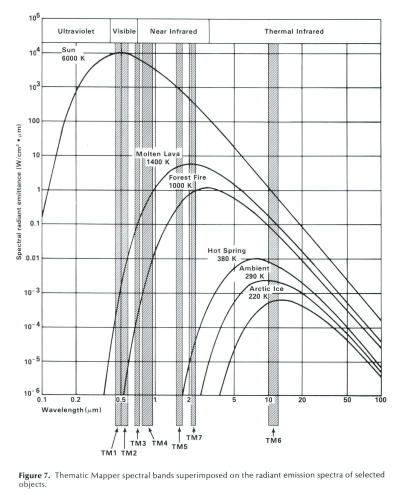 10⁵
Ultraviolet Visible Near Infrared Thermal Infrared
10⁴
Sun
6000 K
10³
100
10
Molten Lava
1400 K
Forest Fire
1000 K
1
0.1
Hot Spring
380 K
0.01
Ambient
290 K
10⁻³
Arctic Ice
220 K
10⁻⁴
10⁻⁵
10⁻⁶
Spectral radiant emittance (W/cm² • μm)
0.1 0.2 0.5 1 2 5 10 20 50 100
Wavelength(μm)
TM1 TM2 TM3 TM4 TM5 TM7 TM6
Figure 7. Thematic Mapper spectral bands superimposed on the radiant emission spectra of selected
objects.